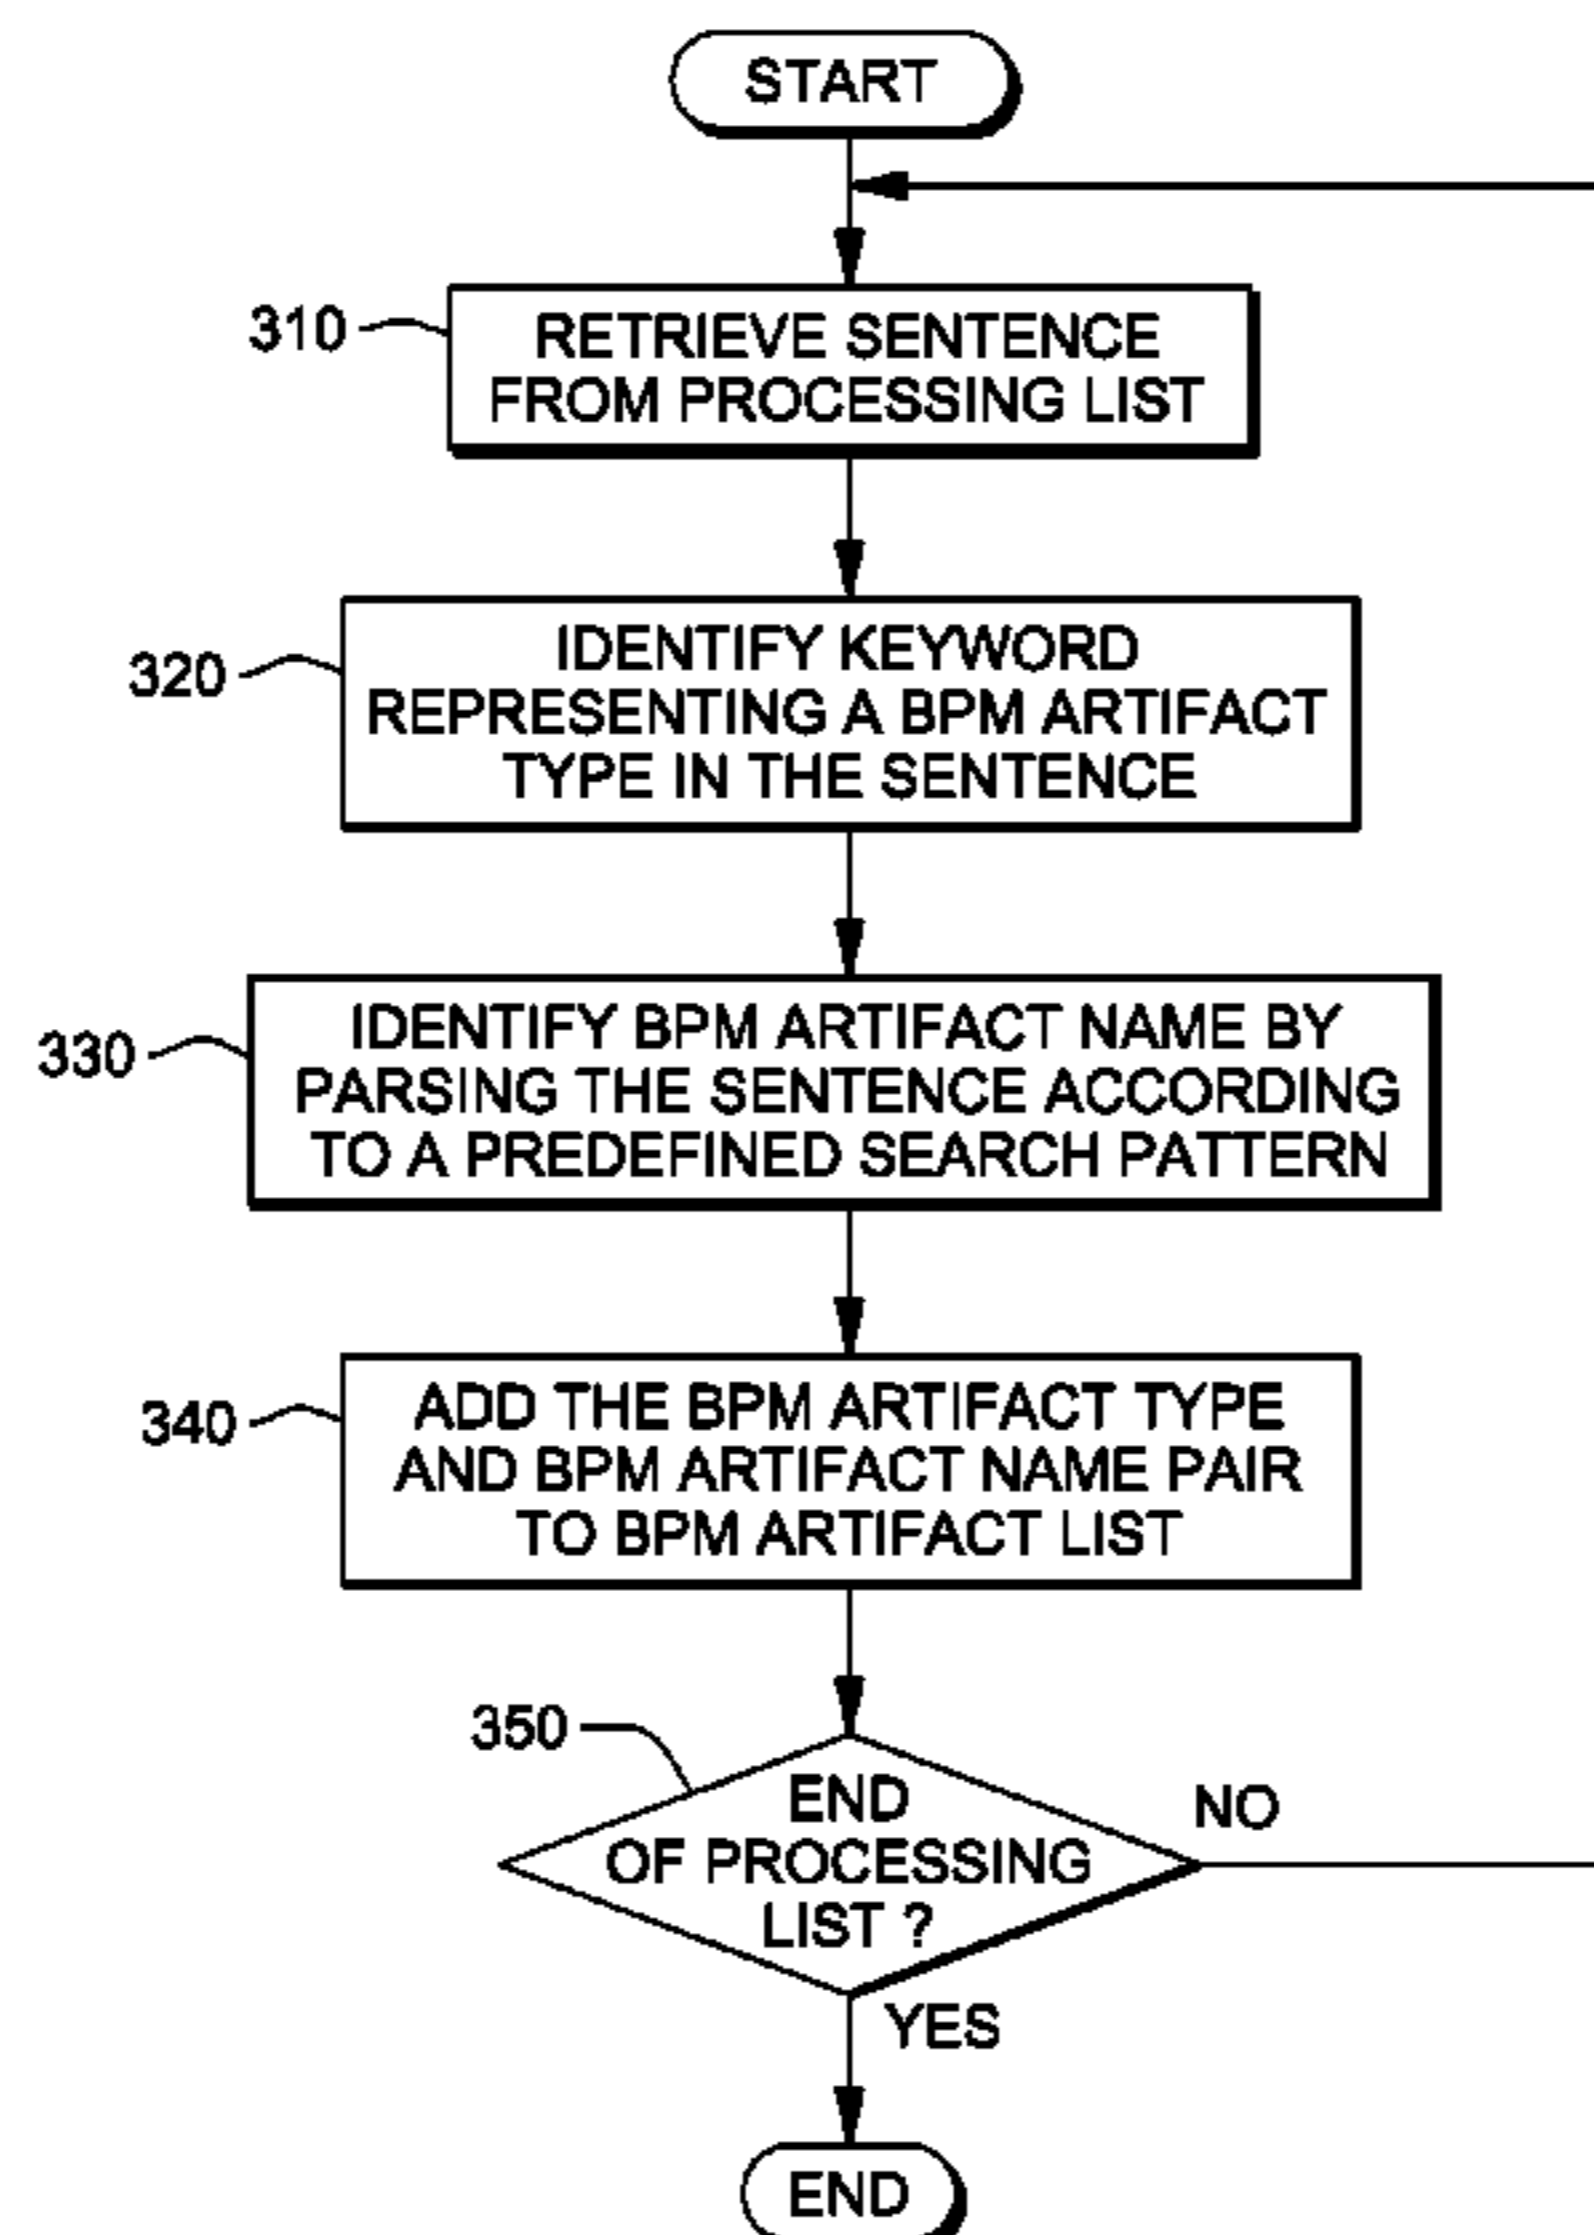 START
310
RETRIEVE SENTENCE
FROM PROCESSING LIST
320
IDENTIFY KEYWORD
REPRESENTING A BPM ARTIFACT
TYPE IN THE SENTENCE
330
IDENTIFY BPM ARTIFACT NAME BY
PARSING THE SENTENCE ACCORDING
TO A PREDEFINED SEARCH PATTERN
340
ADD THE BPM ARTIFACT TYPE
AND BPM ARTIFACT NAME PAIR
TO BPM ARTIFACT LIST
350
END
OF PROCESSING
LIST ?
NO
YES
END